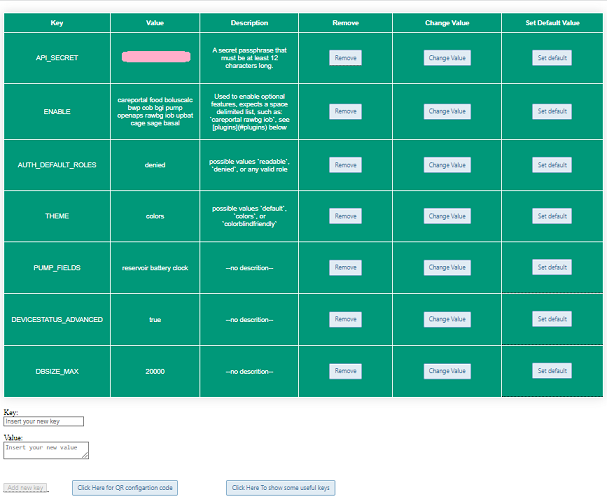 Key Value Description Remove Change Value Set Default Value
API_SECRET
A secret passphrase that
must be at least 12
characters long.
Remove Change Value Set default
ENABLE
careportal food boluscalc
bwp cob bgi pump
openaps rawbg iob upbat
cage sage basal
Used to enable optional
features, expects a space
delimited list, such as:
`careportal rawbg iob`, see
[plugins](#plugins) below
Remove Change Value Set default
AUTH_DEFAULT_ROLES
denied
possible values `readable`,
`denied`, or any valid role
Remove Change Value Set default
THEME
colors
possible values `default`,
`colors`, or
`colorblindfriendly`
Remove Change Value Set default
PUMP_FIELDS
reservoir battery clock
--no descrition--
Remove Change Value Set default
DEVICESTATUS_ADVANCED
true
--no descrition--
Remove Change Value Set default
DBSIZE_MAX
20000
--no descrition--
Remove Change Value Set default
Key:
Insert your new key
Value:
Insert your new value
Add new key Click Here for QR configartion code Click Here To show some useful keys